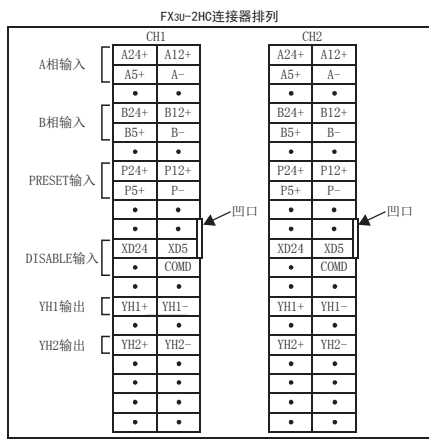 FX3U-2HC连接器排列
CH1 CH2
A24+ A12+ A24+ A12+
A相输入
A5+ A- A5+ A-
• • • •
B24+ B12+ B24+ B12+
B相输入
B5+ B- B5+ B-
• • • •
P24+ P12+ P24+ P12+
PRESET输入
P5+ P- P5+ P-
• • • •
凹口 凹口
• • • •
XD24 XD5 XD24 XD5
DISABLE输入
• COMD • COMD
• • • •
YH1输出 YH1+ YH1- YH1+ YH1-
• • • •
YH2输出 YH2+ YH2- YH2+ YH2-
• • • •
• • • •
• • • •
• • • •